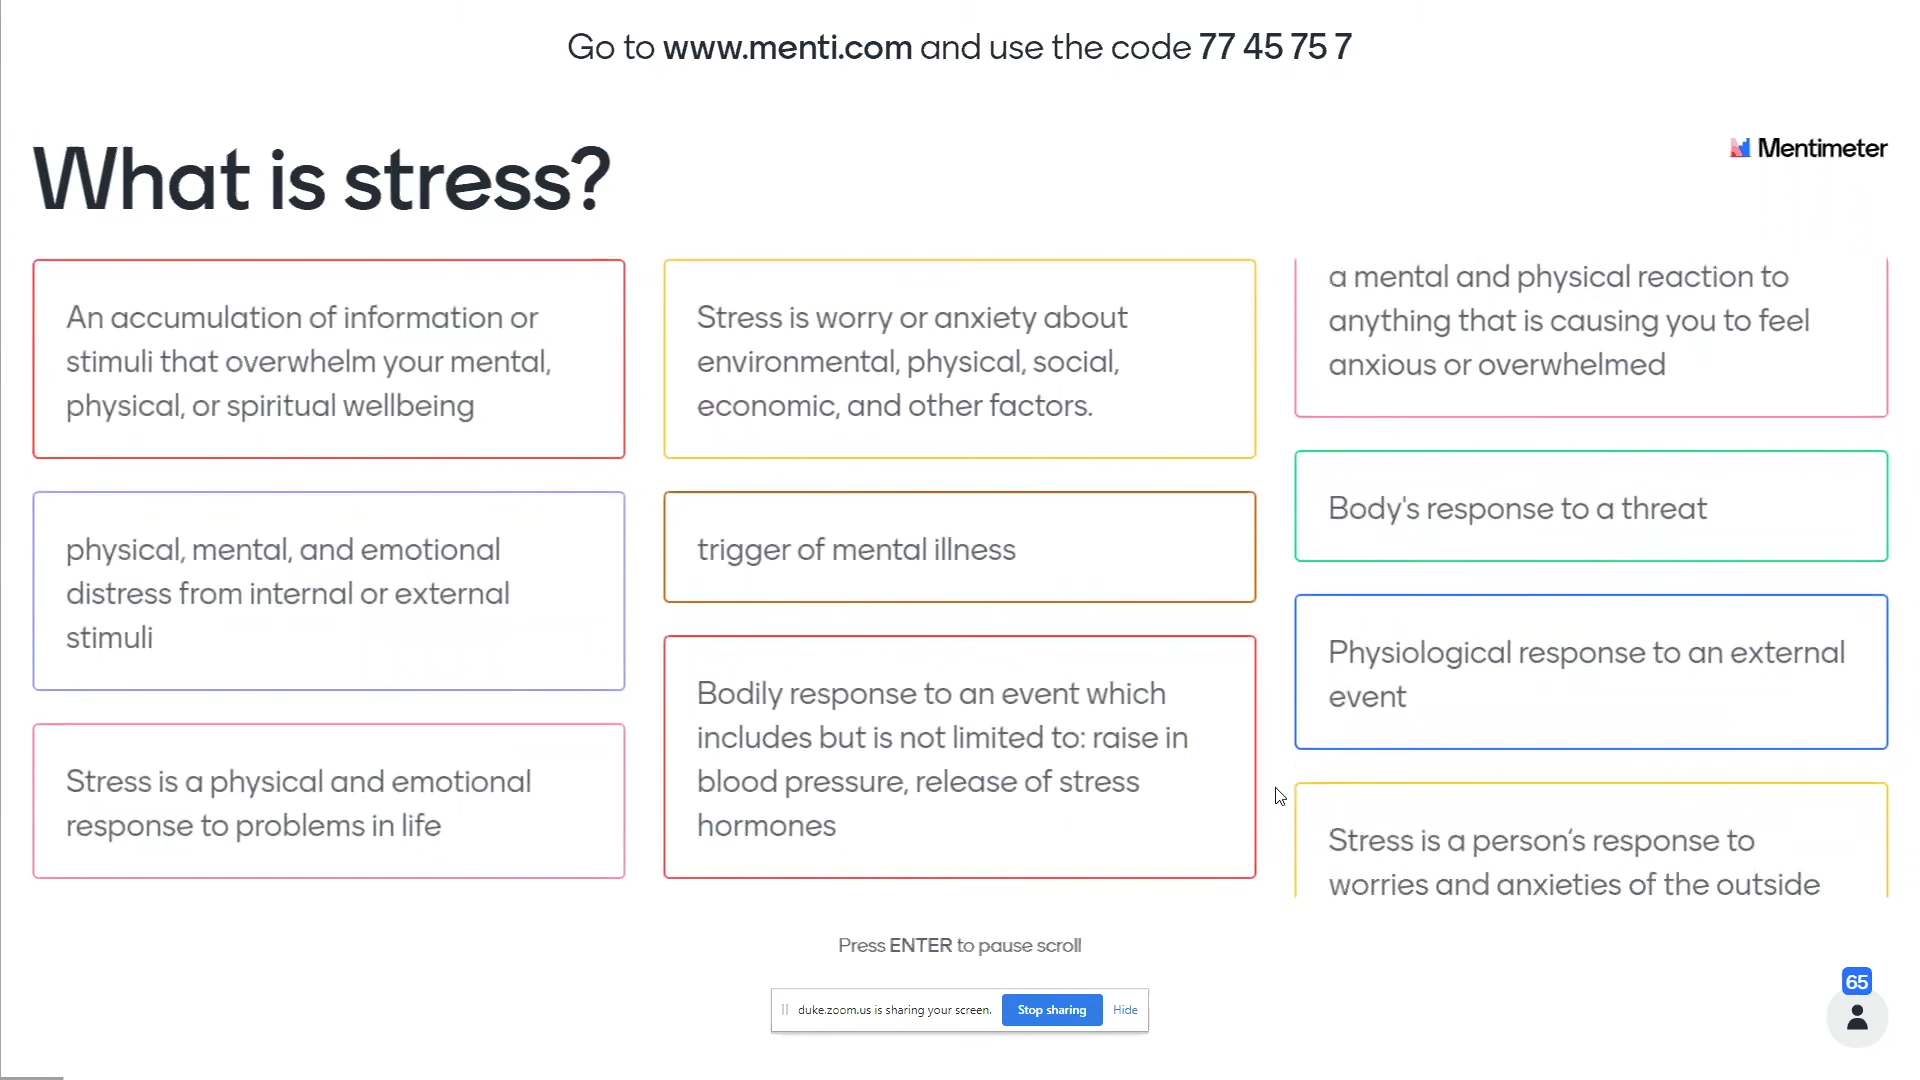 Go to www.menti.com and use the code 77 45 75 7
Mentimeter
What is stress?
An accumulation of information or
stimuli that overwhelm your mental,
physical, or spiritual wellbeing
physical, mental, and emotional
distress from internal or external
stimuli
Stress is a physical and emotional
response to problems in life
Stress is worry or anxiety about
environmental, physical, social,
economic, and other factors.
trigger of mental illness
Bodily response to an event which
includes but is not limited to: raise in
blood pressure, release of stress
hormones
a mental and physical reaction to
anything that is causing you to feel
anxious or overwhelmed
Body's response to a threat
Physiological response to an external
event
Stress is a person's response to
worries and anxieties of the outside
Press ENTER to pause scroll
duke.zoom.us is sharing your screen. Stop sharing Hide
65